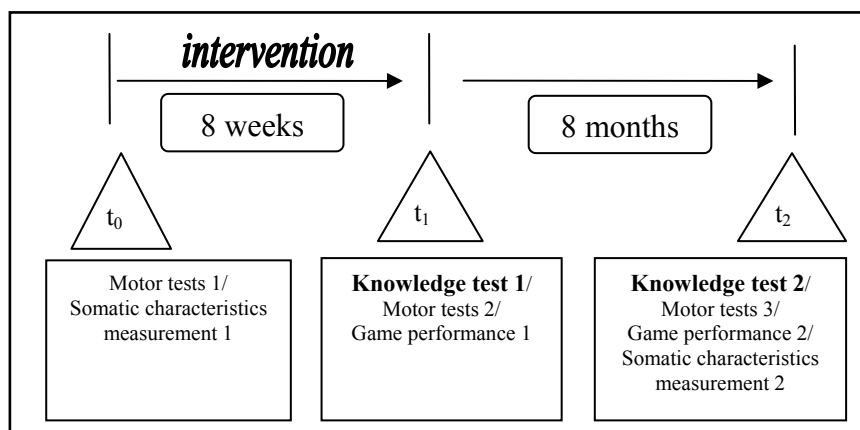 intervention
8 weeks
8 months
t₀
t₁
t₂
Motor tests 1/
Somatic characteristics
measurement 1
Knowledge test 1/
Motor tests 2/
Game performance 1
Knowledge test 2/
Motor tests 3/
Game performance 2/
Somatic characteristics
measurement 2